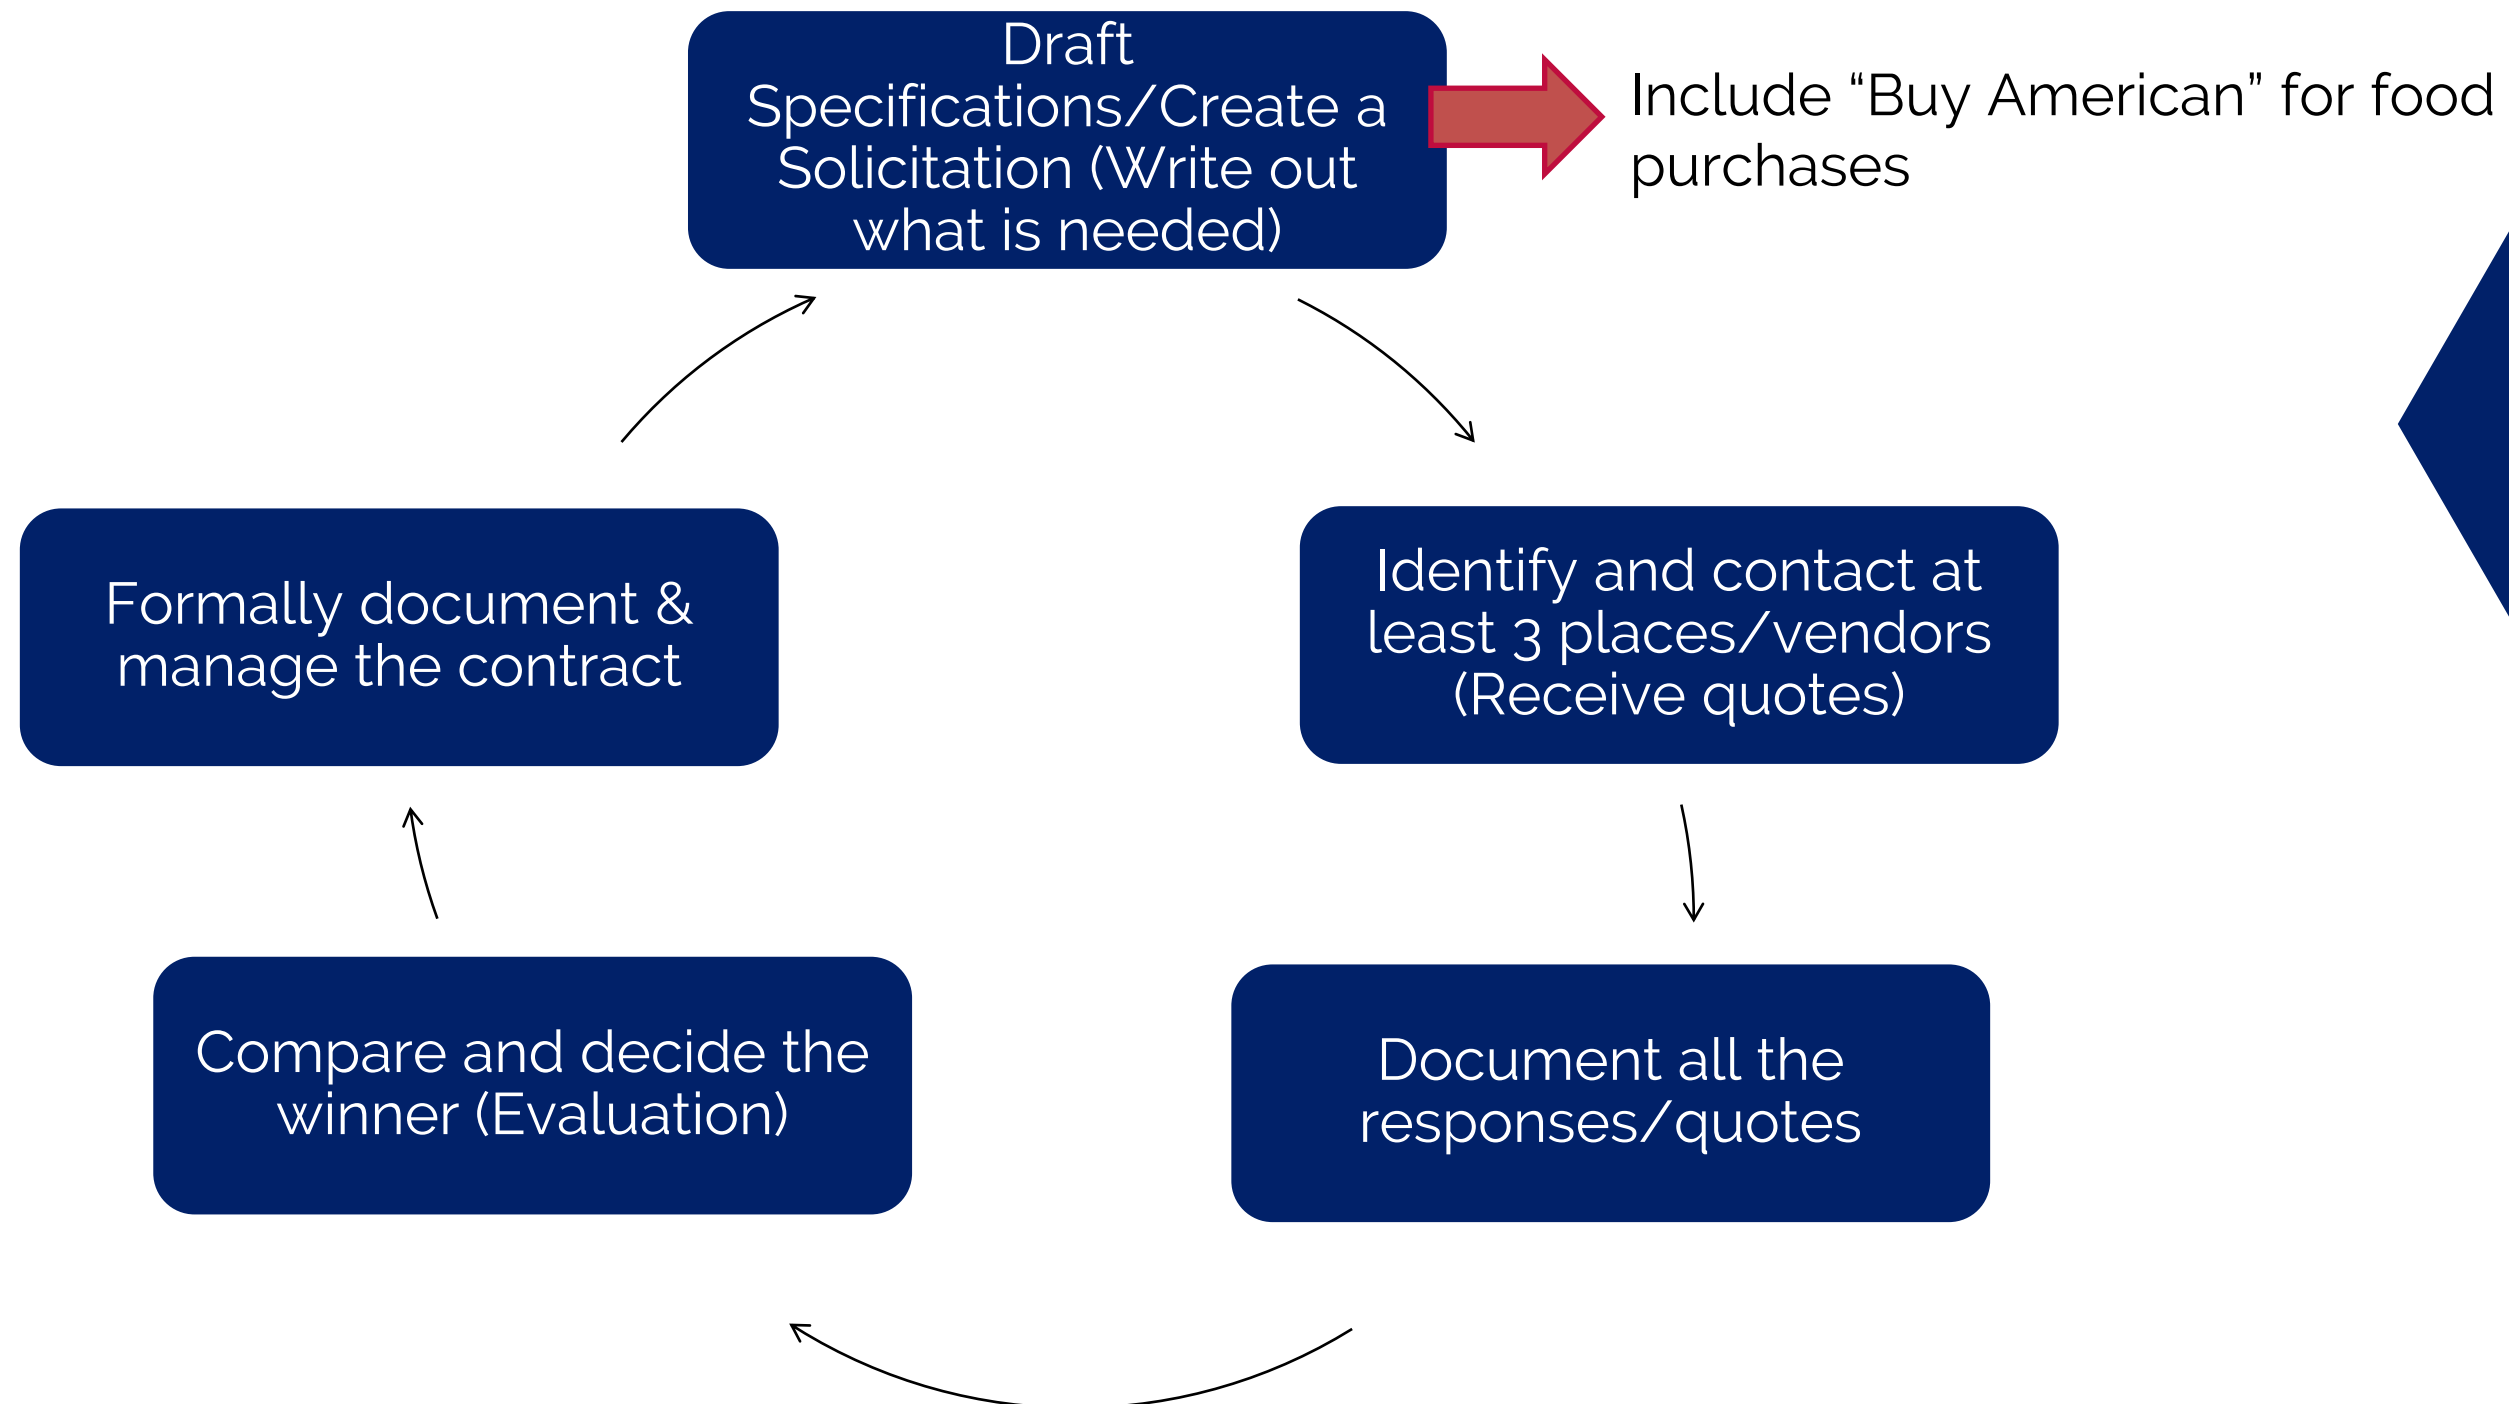 Draft
Specifications/Create a
Solicitation (Write out
what is needed)
Include “Buy American” for food
purchases
Identify and contact at
least 3 places/vendors
(Receive quotes)
Document all the
responses/quotes
Compare and decide the
winner (Evaluation)
Formally document &
manage the contract